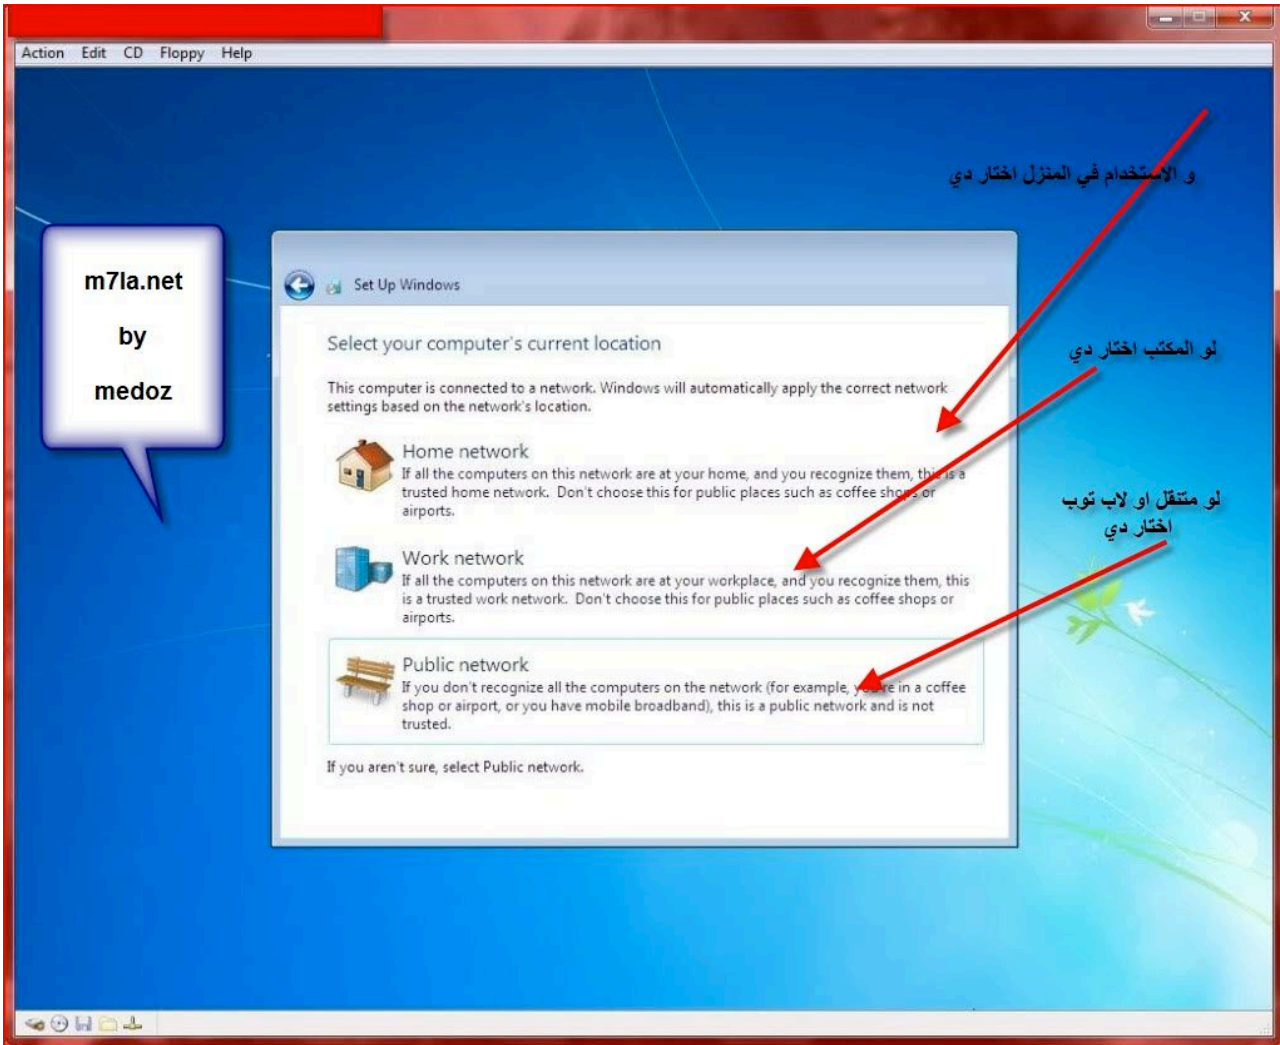 Action Edit CD Floppy Help
و الاستخدام في المنزل اختار دي
m7la.net
by
medoz
Set Up Windows
Select your computer's current location
لو المكتب اختار دي
This computer is connected to a network. Windows will automatically apply the correct network
settings based on the network's location.
Home network
If all the computers on this network are at your home, and you recognize them, this is a
trusted home network. Don't choose this for public places such as coffee shops or
airports.
لو متنقل او لاب توب
اختار دي
Work network
If all the computers on this network are at your workplace, and you recognize them, this
is a trusted work network. Don't choose this for public places such as coffee shops or
airports.
Public network
If you don't recognize all the computers on the network (for example, you're in a coffee
shop or airport, or you have mobile broadband), this is a public network and is not
trusted.
If you aren't sure, select Public network.